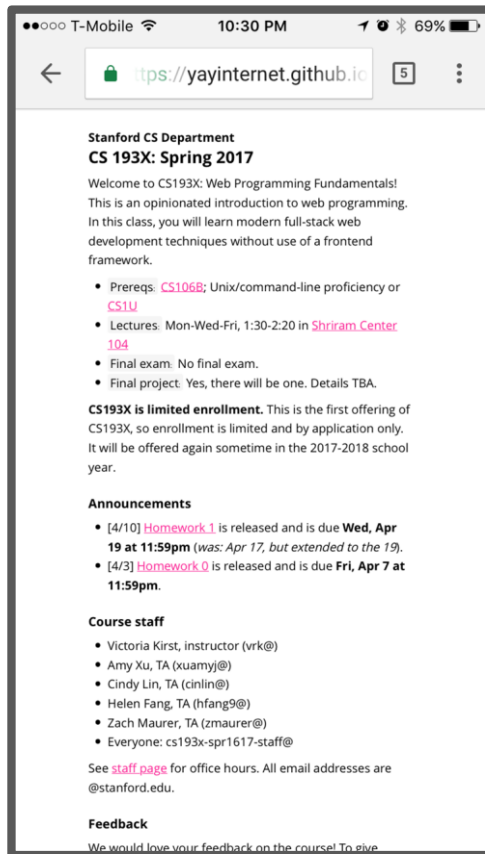 T-Mobile 10:30 PM 69%
ttps://yayinternet.github.io 5
Stanford CS Department
CS 193X: Spring 2017
Welcome to CS193X: Web Programming Fundamentals!
This is an opinionated introduction to web programming.
In this class, you will learn modern full-stack web
development techniques without use of a frontend
framework.
• Prereqs: CS106B; Unix/command-line proficiency or
CS1U
• Lectures: Mon-Wed-Fri, 1:30-2:20 in Shriram Center
104
• Final exam: No final exam.
• Final project: Yes, there will be one. Details TBA.
CS193X is limited enrollment. This is the first offering of
CS193X, so enrollment is limited and by application only.
It will be offered again sometime in the 2017-2018 school
year.
Announcements
• [4/10] Homework 1 is released and is due Wed, Apr
19 at 11:59pm (was: Apr 17, but extended to the 19).
• [4/3] Homework 0 is released and is due Fri, Apr 7 at
11:59pm.
Course staff
• Victoria Kirst, instructor (vrk@)
• Amy Xu, TA (xuamyj@)
• Cindy Lin, TA (cinlin@)
• Helen Fang, TA (hfang9@)
• Zach Maurer, TA (zmaurer@)
• Everyone: cs193x-spr1617-staff@
See staff page for office hours. All email addresses are
@stanford.edu.
Feedback
We would love your feedback on the course! To give